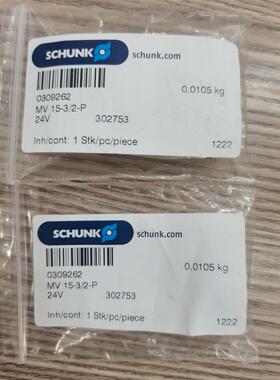 SCHUNK
schunk.com
0309262
0.0105 kg
MV 15-3/2-P
24V 302753
Inh/cont: 1 Stk/pc/piece
1222
SCHUNK
schunk.com
0309262
0.0105 kg
MV 15-3/2-P
24V 302753
Inh/cont: 1 Stk/pc/piece
1222